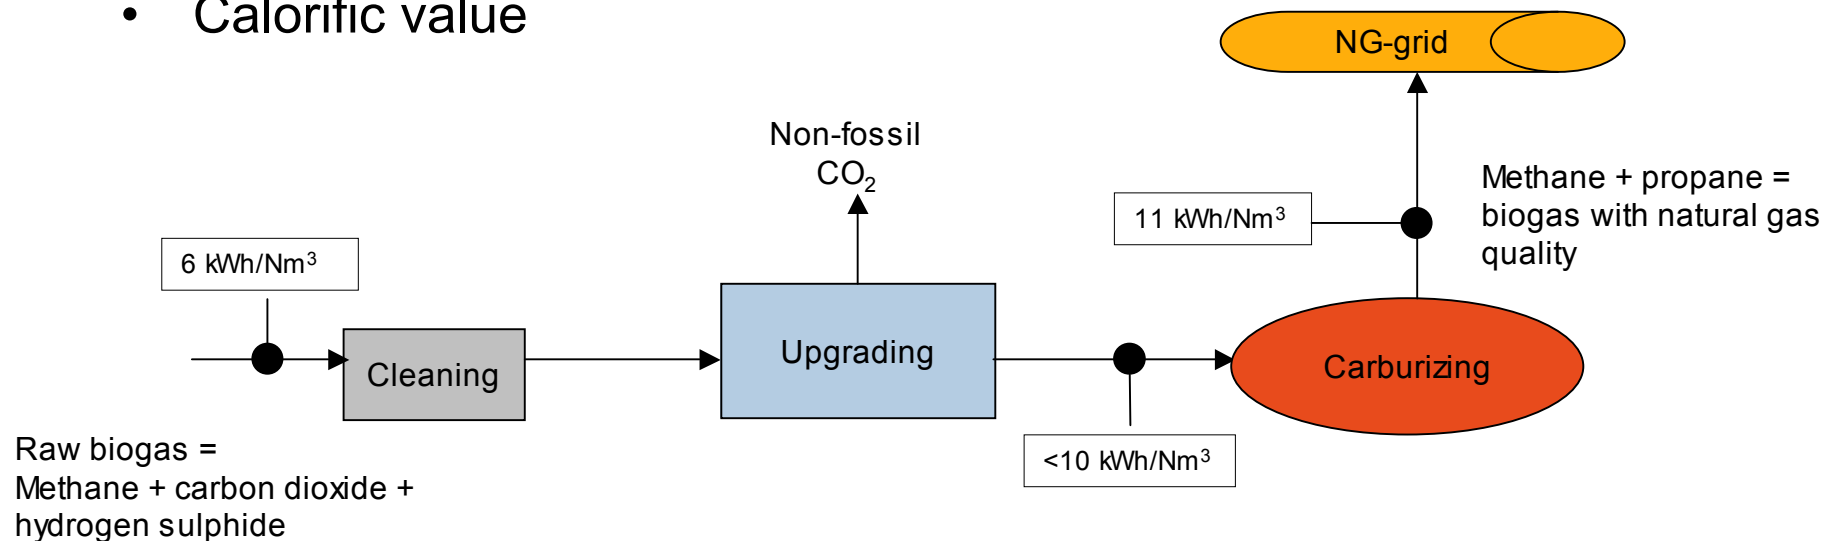 • Calorific value
NG-grid
Non-fossil
CO₂
Methane + propane =
biogas with natural gas
quality
11 kWh/Nm³
6 kWh/Nm³
Cleaning
Upgrading
Carburizing
<10 kWh/Nm³
Raw biogas =
Methane + carbon dioxide +
hydrogen sulphide